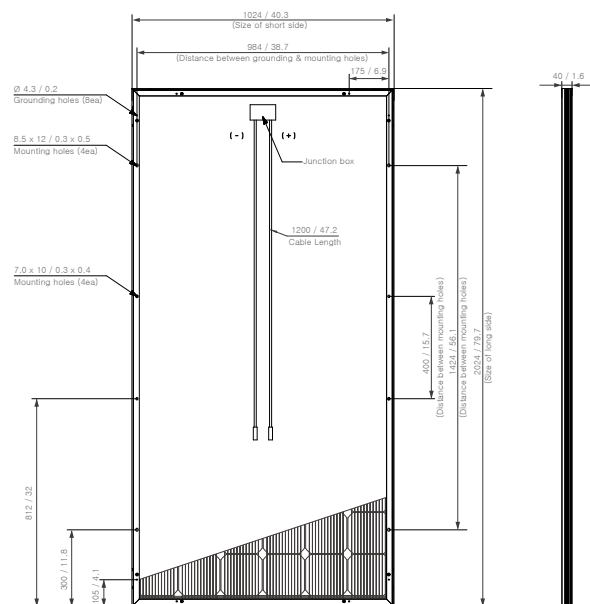 1024 / 40.3
(Size of short side)
984 / 38.7
(Distance between grounding & mounting holes)
175 / 6.9
40 / 1.6
Ø 4.3 / 0.2
Grounding holes (8ea)
8.5 x 12 / 0.3 x 0.5
Mounting holes (4ea)
(-)
(+)
Junction box
1200 / 47.2
Cable Length
7.0 x 10 / 0.3 x 0.4
Mounting holes (4ea)
400 / 15.7
(Distance between mounting holes)
1424 / 56.1
(Distance between mounting holes)
2024 / 79.7
(Size of long side)
812 / 32
300 / 11.8
105 / 4.1